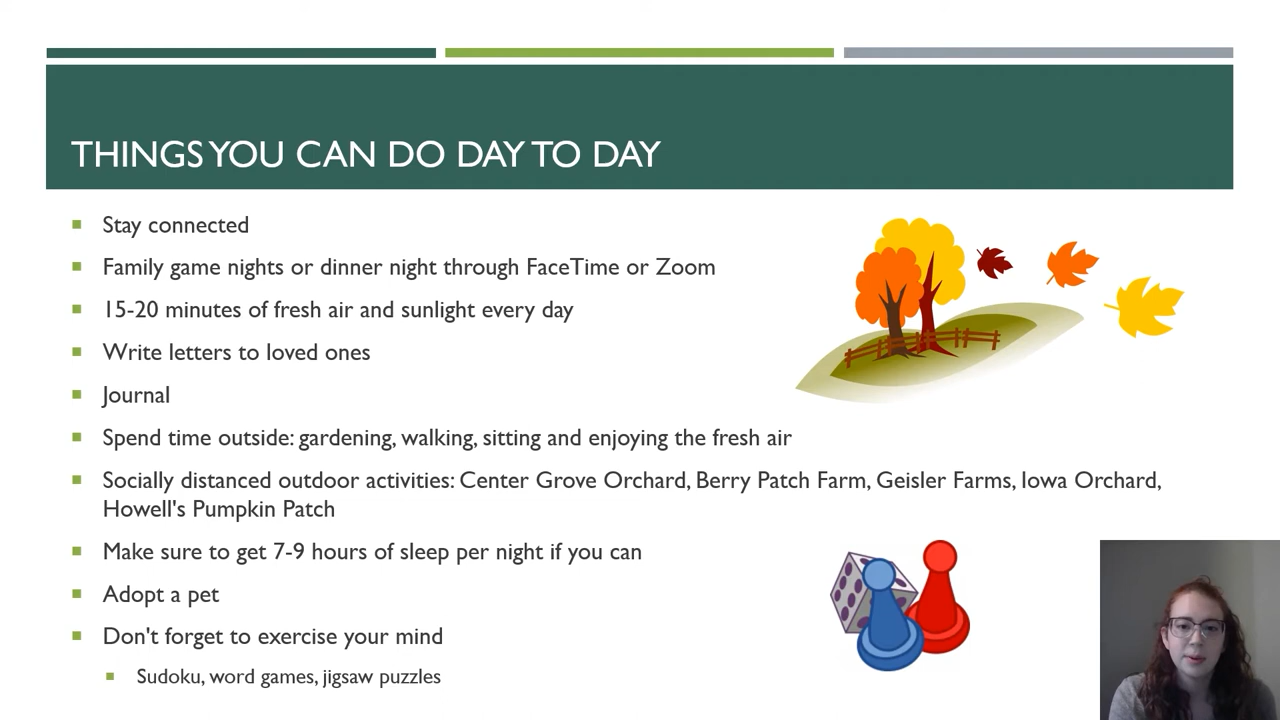 THINGS YOU CAN DO DAY TO DAY
Stay connected
Family game nights or dinner night through FaceTime or Zoom
15-20 minutes of fresh air and sunlight every day
Write letters to loved ones
Journal
Spend time outside: gardening, walking, sitting and enjoying the fresh air
Socially distanced outdoor activities: Center Grove Orchard, Berry Patch Farm, Geisler Farms, Iowa Orchard,
Howell's Pumpkin Patch
Make sure to get 7-9 hours of sleep per night if you can
Adopt a pet
Don't forget to exercise your mind
Sudoku, word games, jigsaw puzzles